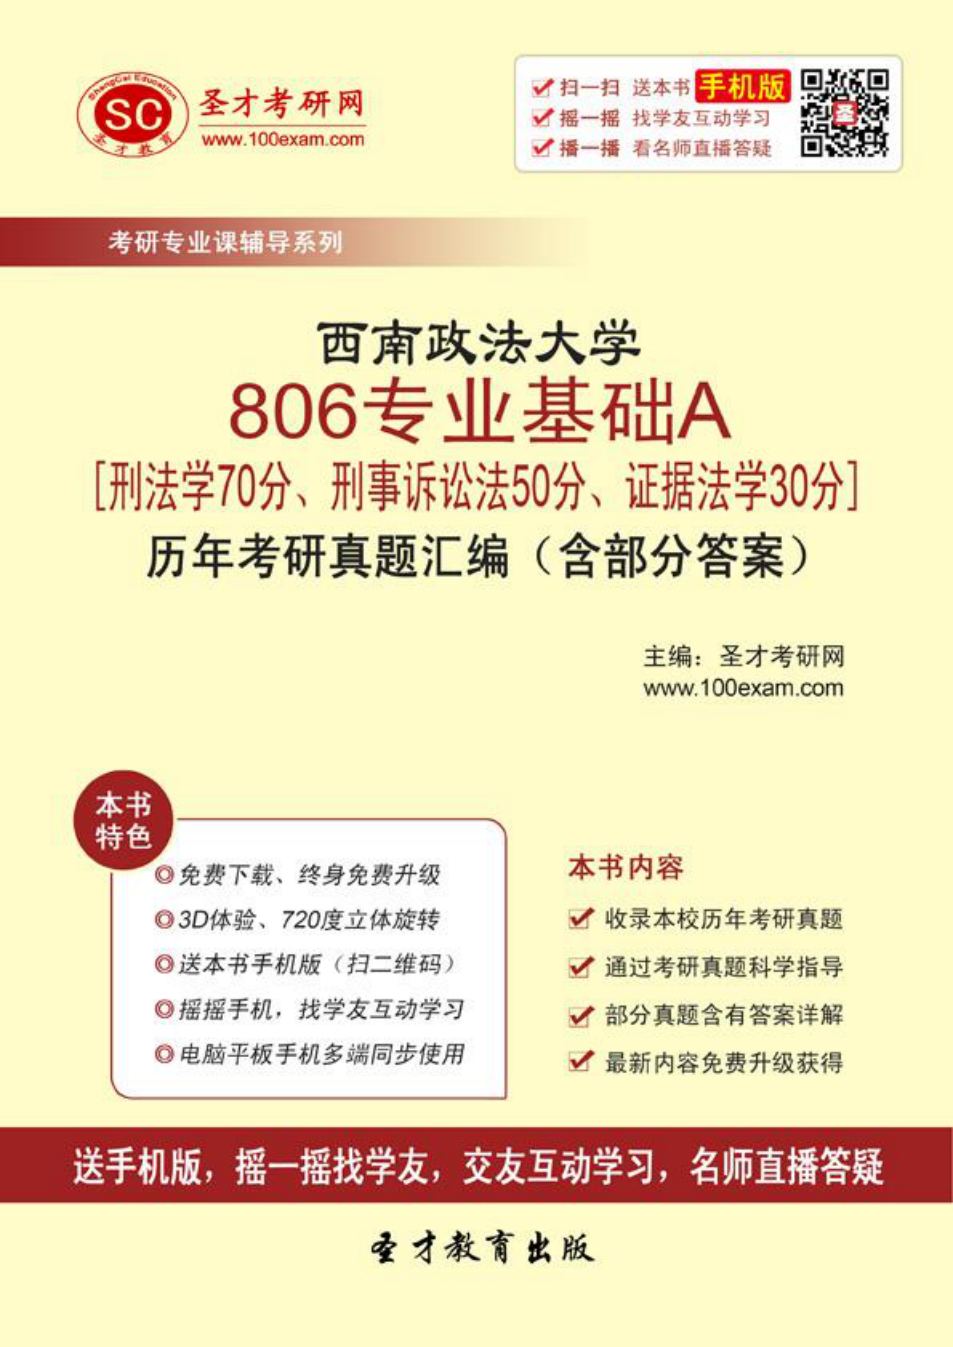 ShengCai Education
SC
圣才教育
圣才考研网
www.100exam.com
扫一扫 送本书手机版
摇一摇 找学友互动学习
播一播 看名师直播答疑
圣
考研专业课辅导系列
西南政法大学
806专业基础A
[刑法学70分、刑事诉讼法50分、证据法学30分]
历年考研真题汇编（含部分答案）
主编：圣才考研网
www.100exam.com
本书
特色
◎免费下载、终身免费升级
◎3D体验、720度立体旋转
◎送本书手机版（扫二维码）
◎摇摇手机，找学友互动学习
◎电脑平板手机多端同步使用
本书内容
收录本校历年考研真题
通过考研真题科学指导
部分真题含有答案详解
最新内容免费升级获得
送手机版，摇一摇找学友，交友互动学习，名师直播答疑
圣才教育出版